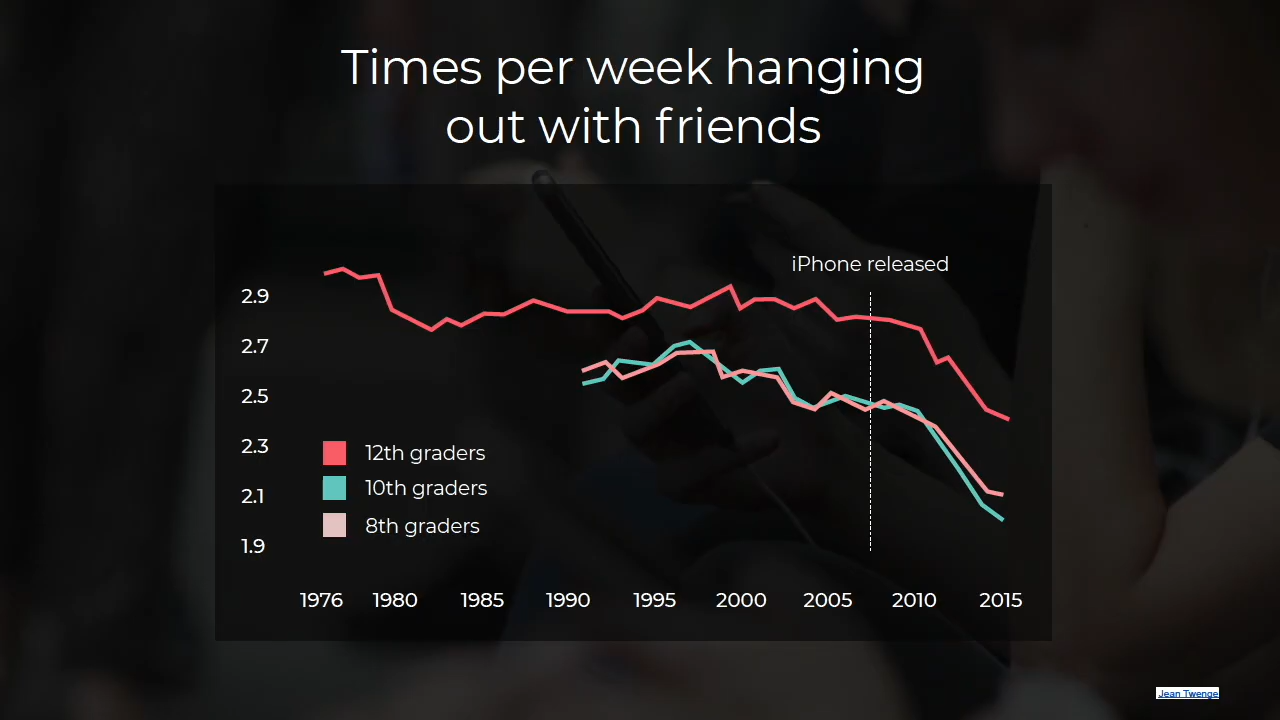 Times per week hanging
out with friends
iPhone released
2.9
2.7
2.5
2.3
2.1
1.9
12th graders
10th graders
8th graders
1976 1980 1985 1990 1995 2000 2005 2010 2015
Jean Twenge